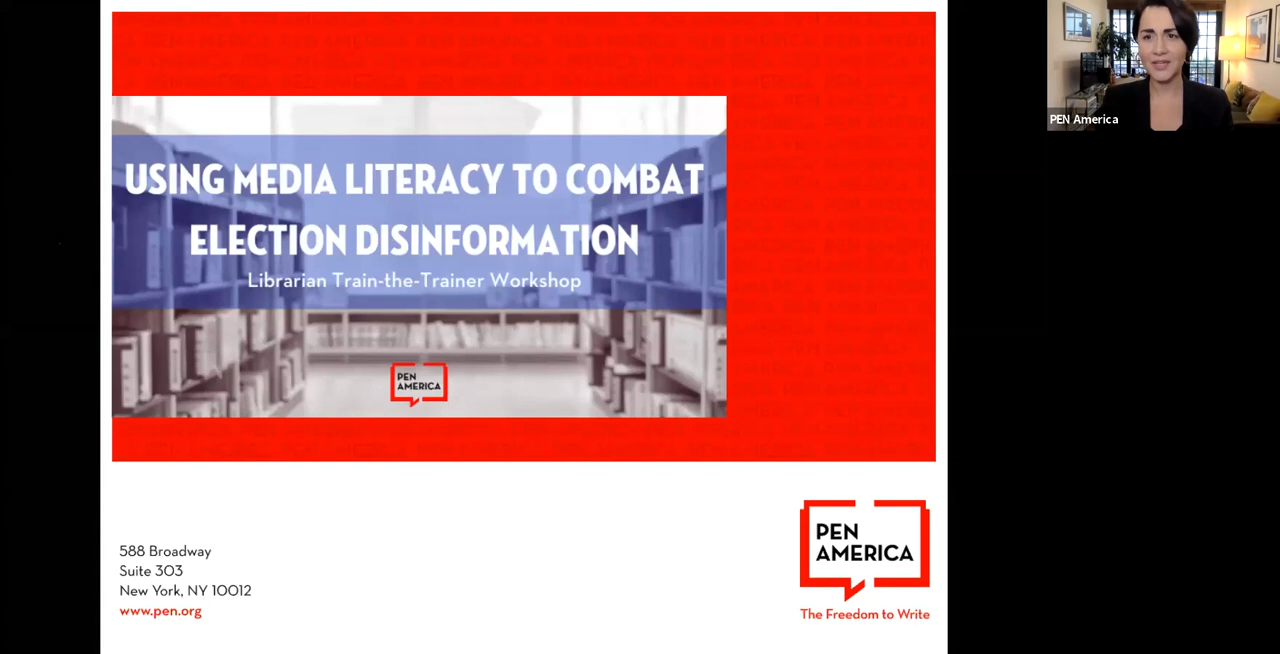 USING MEDIA LITERACY TO COMBAT
ELECTION DISINFORMATION
Librarian Train-the-Trainer Workshop
PEN
AMERICA
588 Broadway
Suite 303
New York, NY 10012
www.pen.org
PEN
AMERICA
The Freedom to Write
PEN America